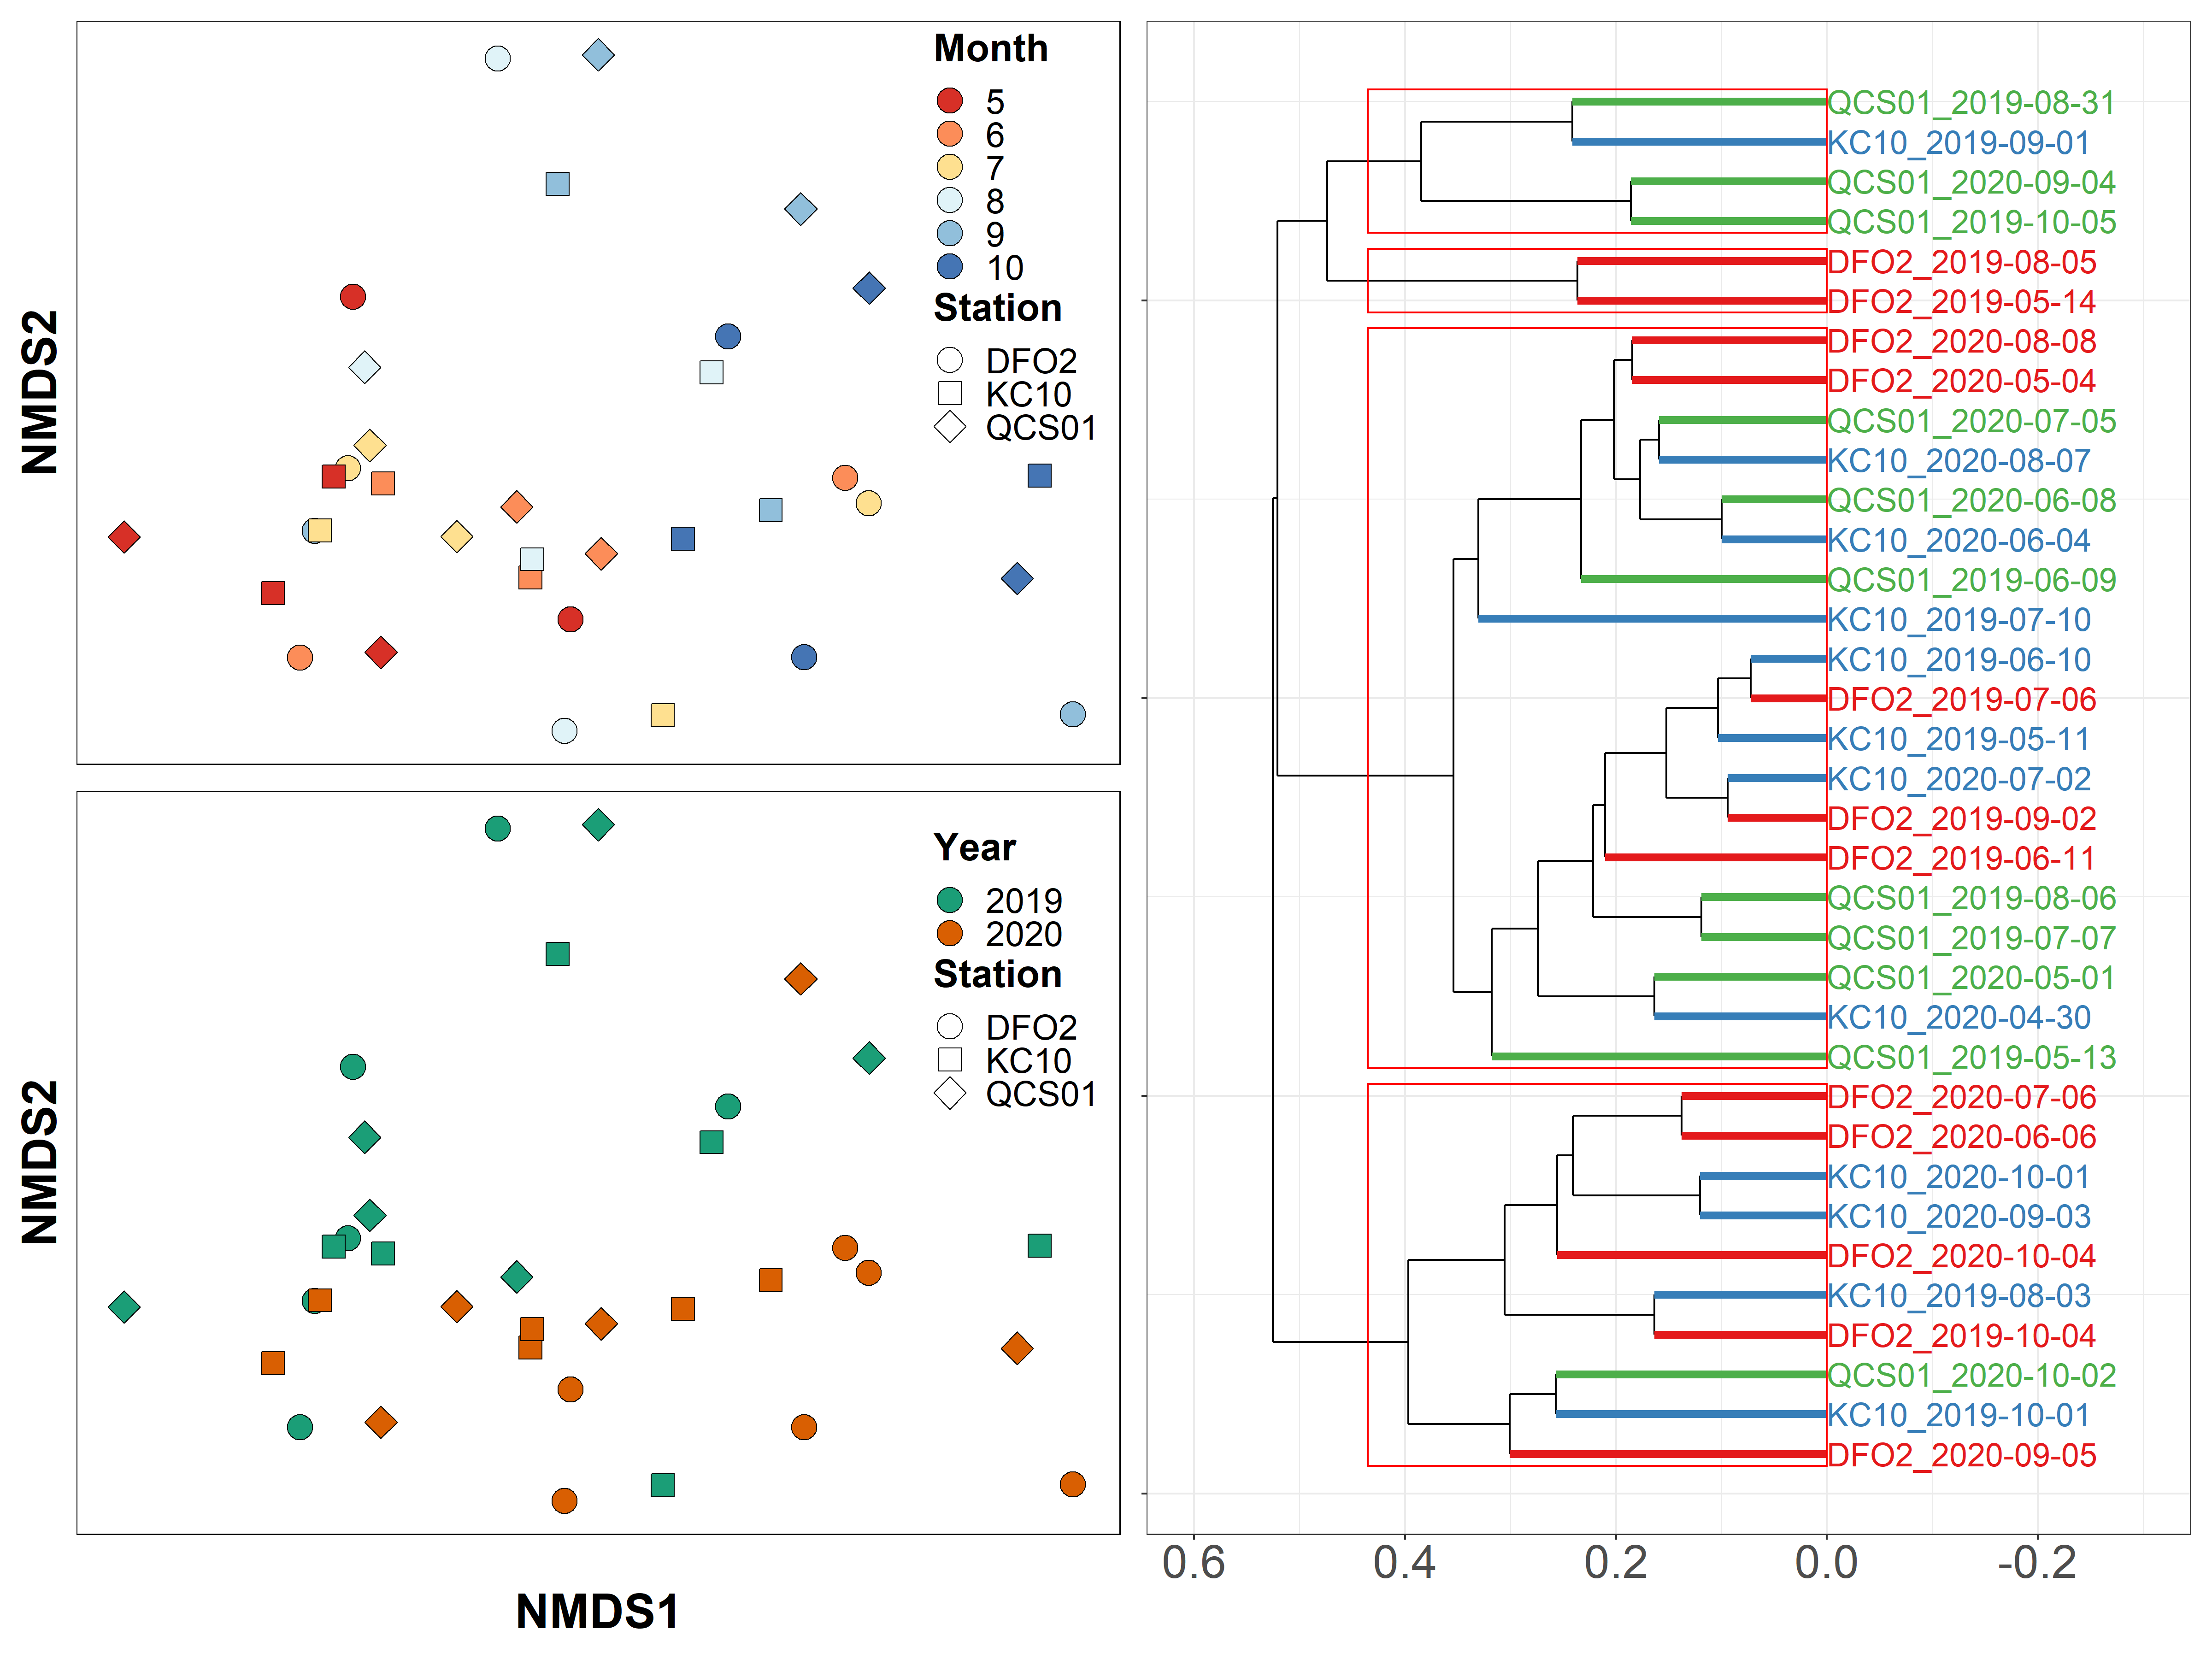 NMDS2
Month
5
6
7
8
9
10
Station
DFO2
KC10
QCS01
NMDS2
Year
2019
2020
Station
DFO2
KC10
QCS01
NMDS1
QCS01_2019-08-31
KC10_2019-09-01
QCS01_2020-09-04
QCS01_2019-10-05
DFO2_2019-08-05
DFO2_2019-05-14
DFO2_2020-08-08
DFO2_2020-05-04
QCS01_2020-07-05
KC10_2020-08-07
QCS01_2020-06-08
KC10_2020-06-04
QCS01_2019-06-09
KC10_2019-07-10
KC10_2019-06-10
DFO2_2019-07-06
KC10_2019-05-11
KC10_2020-07-02
DFO2_2019-09-02
DFO2_2019-06-11
QCS01_2019-08-06
QCS01_2019-07-07
QCS01_2020-05-01
KC10_2020-04-30
QCS01_2019-05-13
DFO2_2020-07-06
DFO2_2020-06-06
KC10_2020-10-01
KC10_2020-09-03
DFO2_2020-10-04
KC10_2019-08-03
DFO2_2019-10-04
QCS01_2020-10-02
KC10_2019-10-01
DFO2_2020-09-05
0.6 0.4 0.2 0.0 -0.2